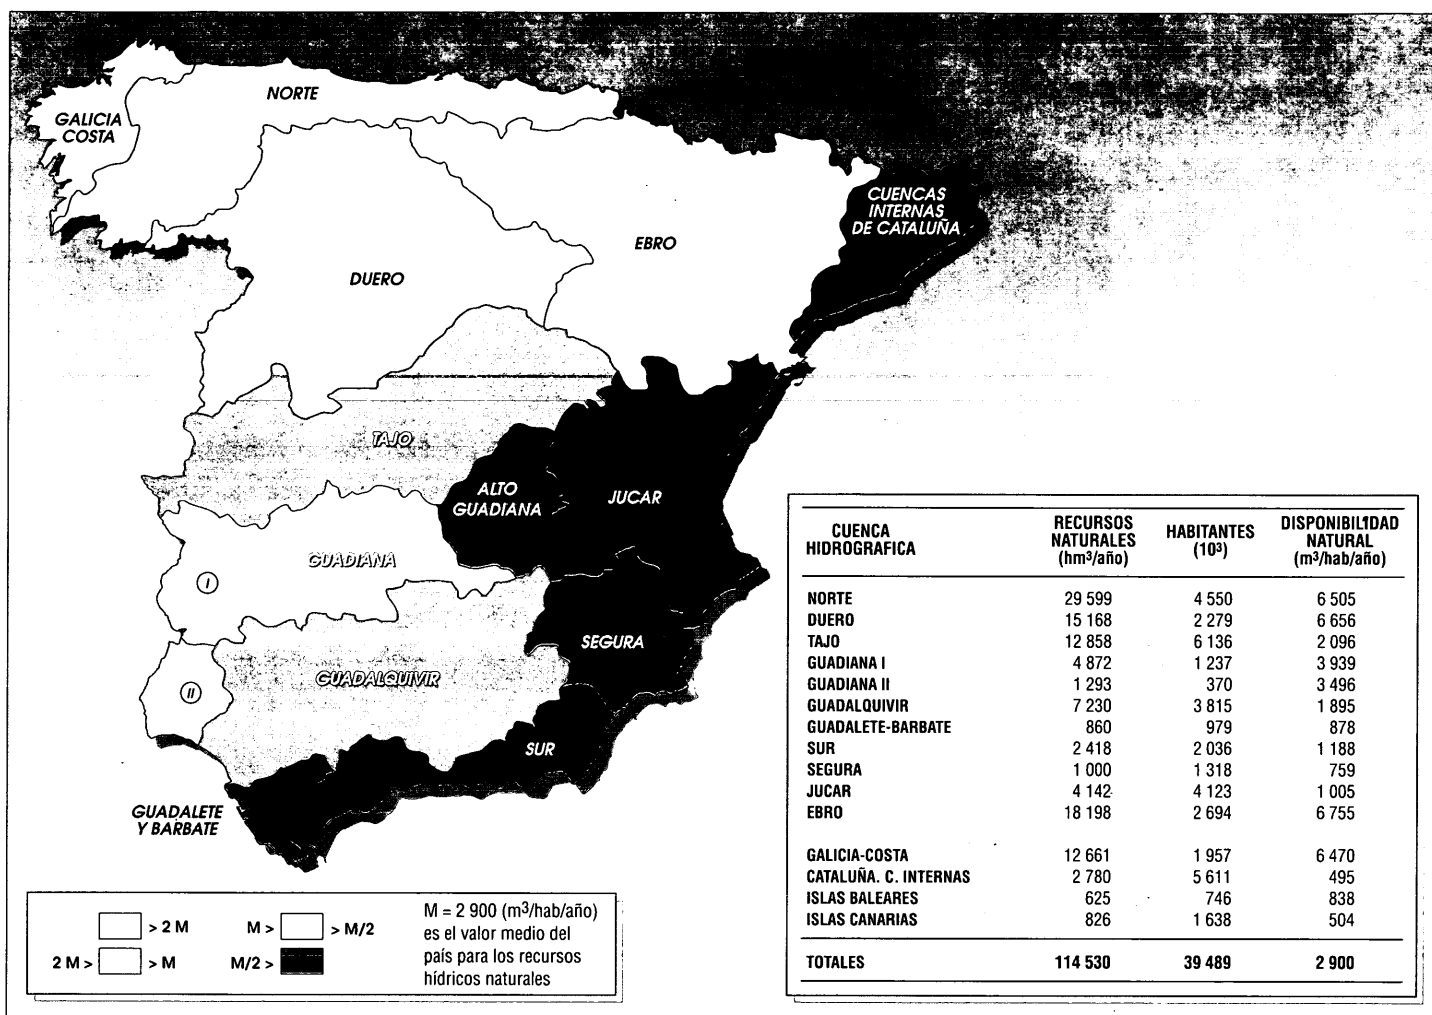 NORTE
GALICIA
COSTA
CUENCAS
INTERNAS
DE CATALUÑA
EBRO
DUERO
TAJO
ALTO
GUADIANA
JUCAR
GUADIANA
I
SEGURA
GUADALQUIVIR
II
SUR
GUADALETE
Y BARBATE
> 2 M
M > > M/2
2 M > > M
M/2 >
M = 2 900 (m³/hab/año)
es el valor medio del
país para los recursos
hídricos naturales
CUENCA HIDROGRAFICA RECURSOS NATURALES (hm³/año) HABITANTES (10³) DISPONIBILIDAD NATURAL (m³/hab/año)
NORTE 29 599 4 550 6 505
DUERO 15 168 2 279 6 656
TAJO 12 858 6 136 2 096
GUADIANA I 4 872 1 237 3 939
GUADIANA II 1 293 370 3 496
GUADALQUIVIR 7 230 3 815 1 895
GUADALETE-BARBATE 860 979 878
SUR 2 418 2 036 1 188
SEGURA 1 000 1 318 759
JUCAR 4 142 4 123 1 005
EBRO 18 198 2 694 6 755
GALICIA-COSTA 12 661 1 957 6 470
CATALUÑA. C. INTERNAS 2 780 5 611 495
ISLAS BALEARES 625 746 838
ISLAS CANARIAS 826 1 638 504
TOTALES 114 530 39 489 2 900